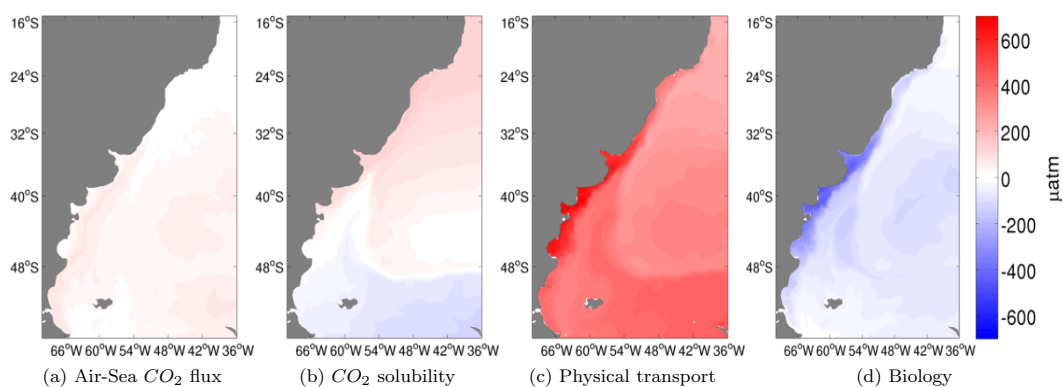 16°S
24°S
32°S
40°S
48°S
66°W 60°W 54°W 48°W 42°W 36°W
(a) Air-Sea CO2 flux
16°S
24°S
32°S
40°S
48°S
66°W 60°W 54°W 48°W 42°W 36°W
(b) CO2 solubility
16°S
24°S
32°S
40°S
48°S
66°W 60°W 54°W 48°W 42°W 36°W
(c) Physical transport
16°S
24°S
32°S
40°S
48°S
66°W 60°W 54°W 48°W 42°W 36°W
(d) Biology
600
400
200
0
-200
-400
-600
µatm